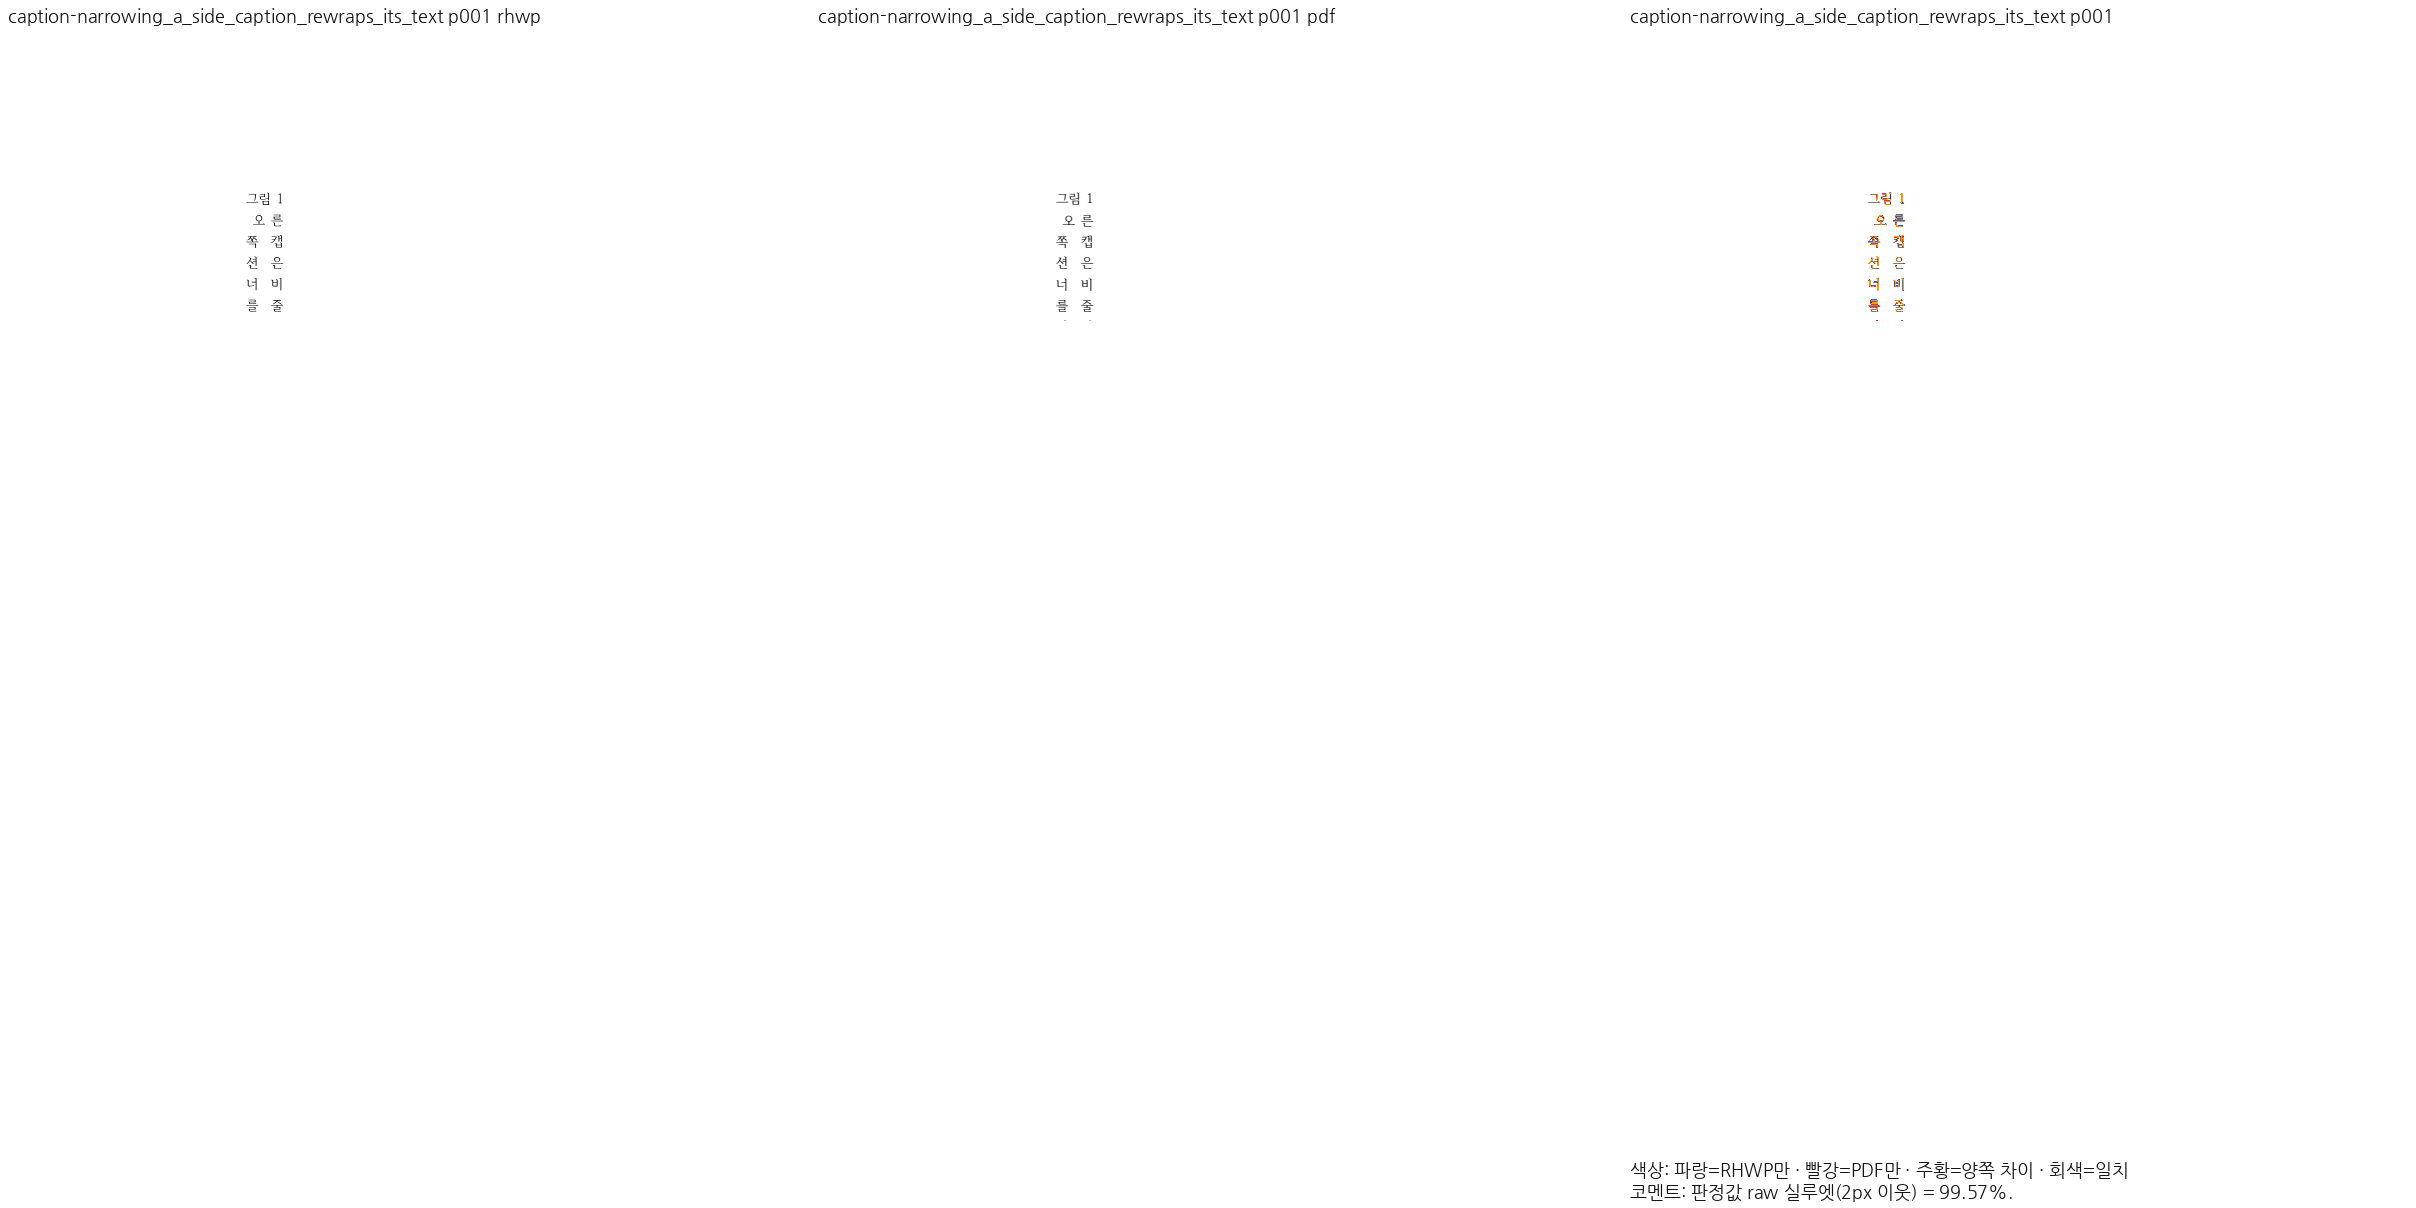 caption-narrowing_a_side_caption_rewraps_its_text p001 rhwp
그림 1
오 른
쪽 캡
션 은
너 비
를 줄
caption-narrowing_a_side_caption_rewraps_its_text p001 pdf
그림 1
오 른
쪽 캡
션 은
너 비
를 줄
caption-narrowing_a_side_caption_rewraps_its_text p001
그림 1
오 른
쪽 캡
션 은
너 비
를 줄
색상: 파랑=RHWP만 · 빨강=PDF만 · 주황=양쪽 차이 · 회색=일치
코멘트: 판정값 raw 실루엣(2px 이웃) = 99.57%.